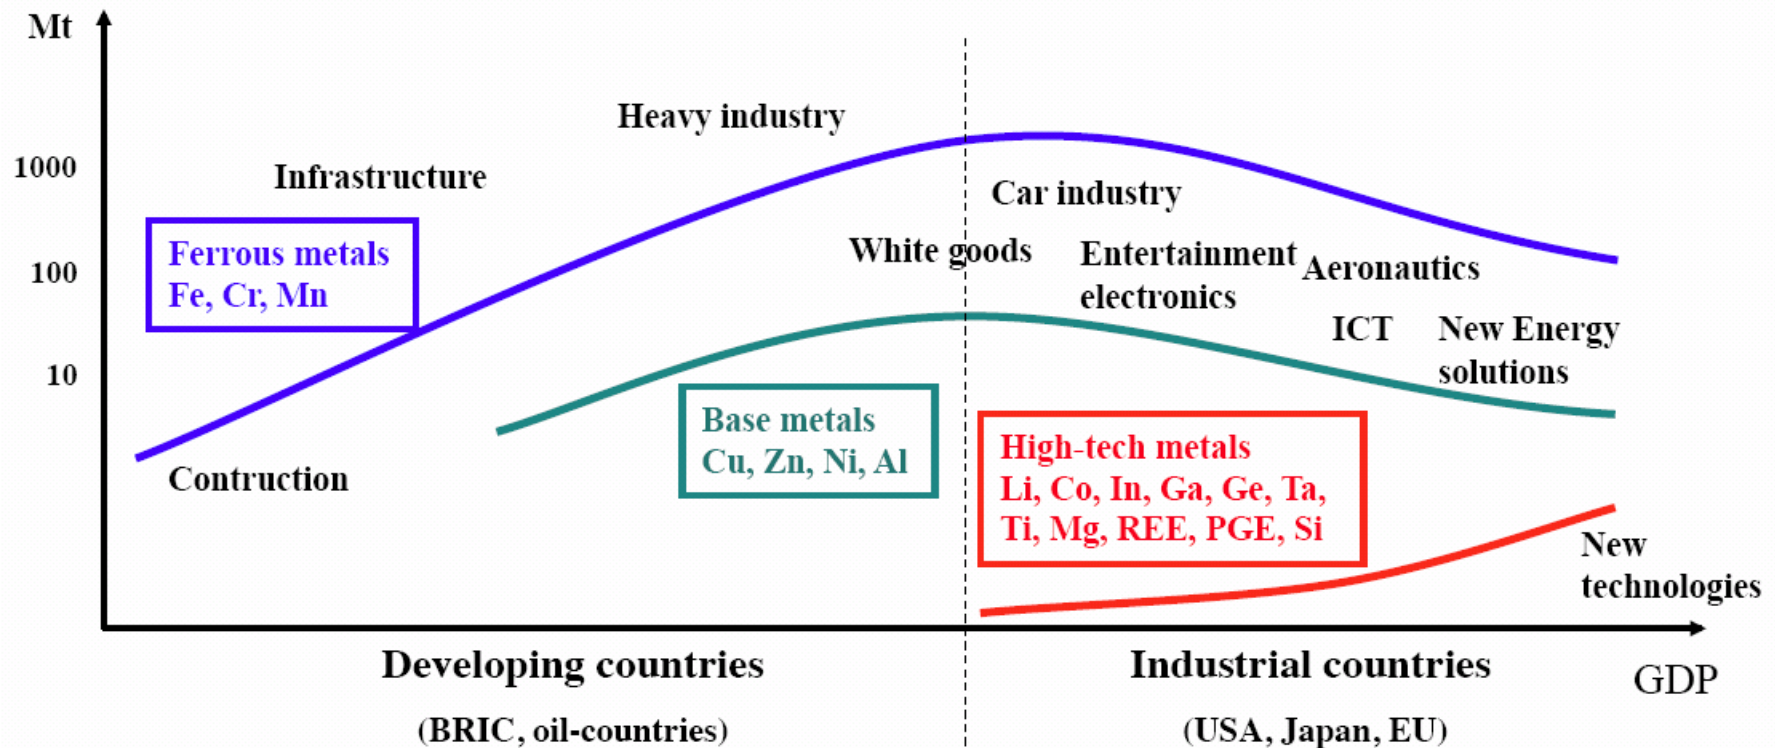 Mt
Heavy industry
1000
Infrastructure
Car industry
Ferrous metals
Fe, Cr, Mn
White goods
Entertainment
electronics
Aeronautics
100
ICT
New Energy
solutions
10
Base metals
Cu, Zn, Ni, Al
High-tech metals
Li, Co, In, Ga, Ge, Ta,
Ti, Mg, REE, PGE, Si
Contruction
New
technologies
Developing countries
(BRIC, oil-countries)
Industrial countries
(USA, Japan, EU)
GDP